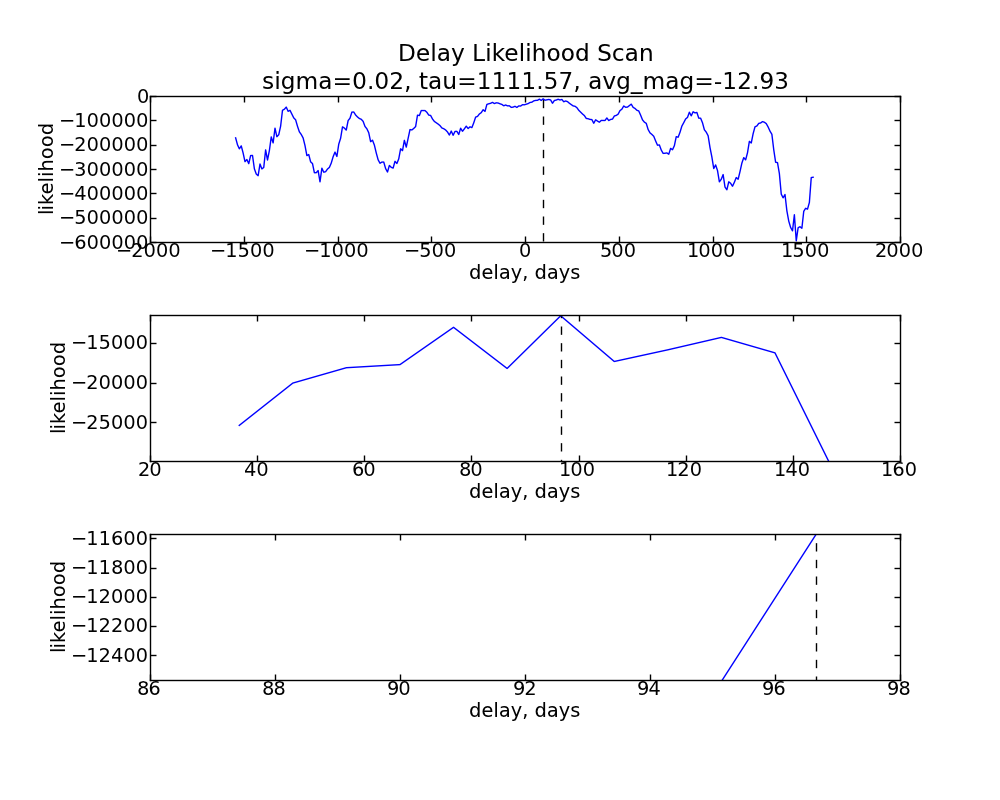 Delay Likelihood Scan
sigma=0.02, tau=1111.57, avg_mag=-12.93
0
−100000
−200000
−300000
−400000
−500000
−600000
likelihood
−2000 −1500 −1000 −500 0 500 1000 1500 2000
delay, days
−15000
−20000
−25000
likelihood
20 40 60 80 100 120 140 160
delay, days
−11600
−11800
−12000
−12200
−12400
likelihood
86 88 90 92 94 96 98
delay, days